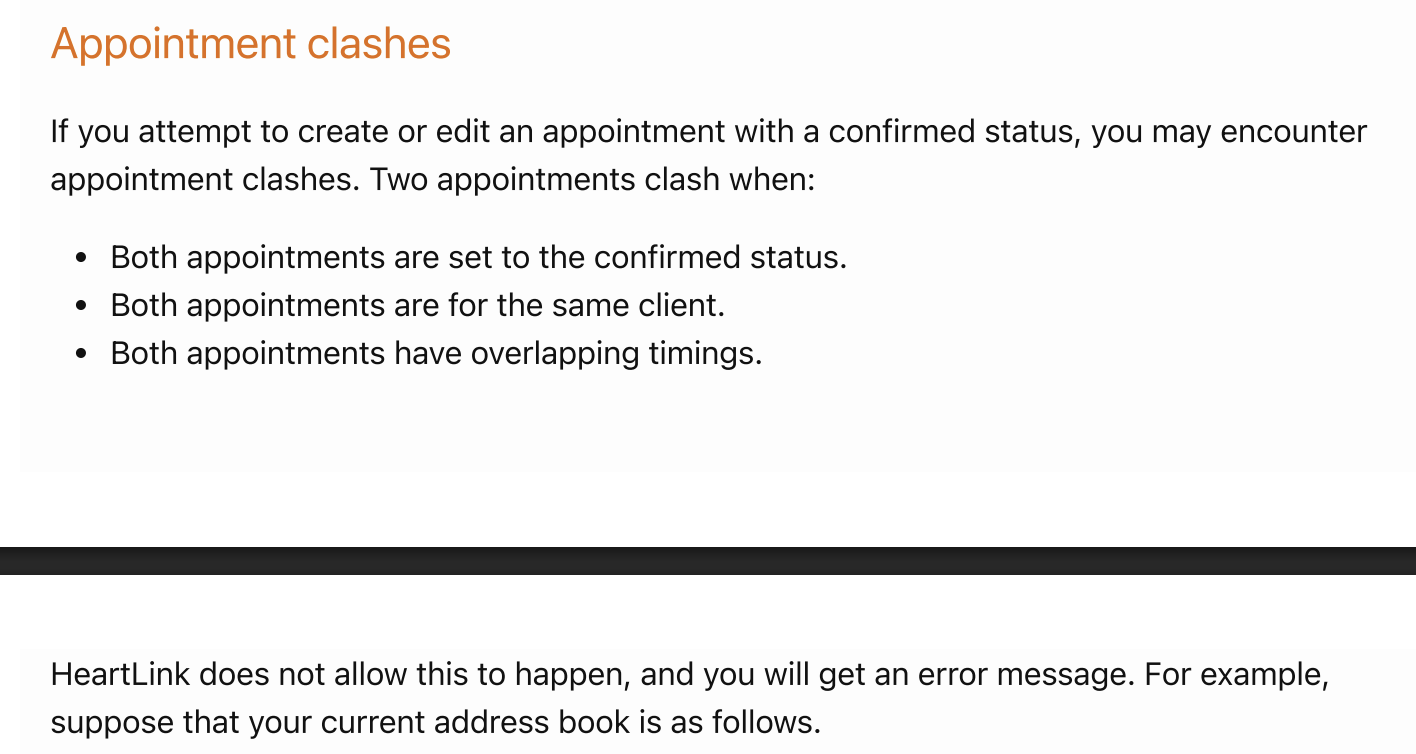 Appointment clashes
If you attempt to create or edit an appointment with a confirmed status, you may encounter
appointment clashes. Two appointments clash when:
• Both appointments are set to the confirmed status.
• Both appointments are for the same client.
• Both appointments have overlapping timings.
HeartLink does not allow this to happen, and you will get an error message. For example,
suppose that your current address book is as follows.